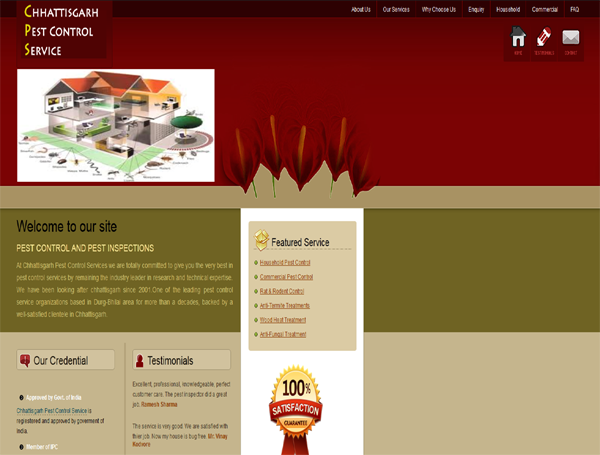 Chhattisgarh
Pest Control
Service
About Us
Our Services
Why Choose Us
Enquiry
Household
Commercial
FAQ
Welcome to our site
PEST CONTROL AND PEST INSPECTIONS
At Chhattisgarh Pest Control Services we are totally committed to give you the very best in
pest control services by remaining the industry leader in research and technical expertise.
We have been looking after chhattisgarh since 2001.One of the leading pest control
service organizations based in Durg-Bhilai area for more than a decades, backed by a
well-satisfied clientele in Chhattisgarh.
Featured Service
Household Pest Control
Commercial Pest Control
Rat & Rodent Control
Anti-Termite Treatments
Wood Heat Treatment
Anti-Fungal Treatment
Our Credential
Approved by Govt. of India
Chhattisgarh Pest Control Service is
registered and approved by goverment of
India.
Member of IPC
Testimonials
Excellent, professional, knowledgeable, perfect
customer care. The pest inspector did a great
job. Ramesh Sharma
The service is very good. We are satisfied with
thier job. Now my house is bug free. Mr. Vinay
100%
SATISFACTION
GUARANTEE